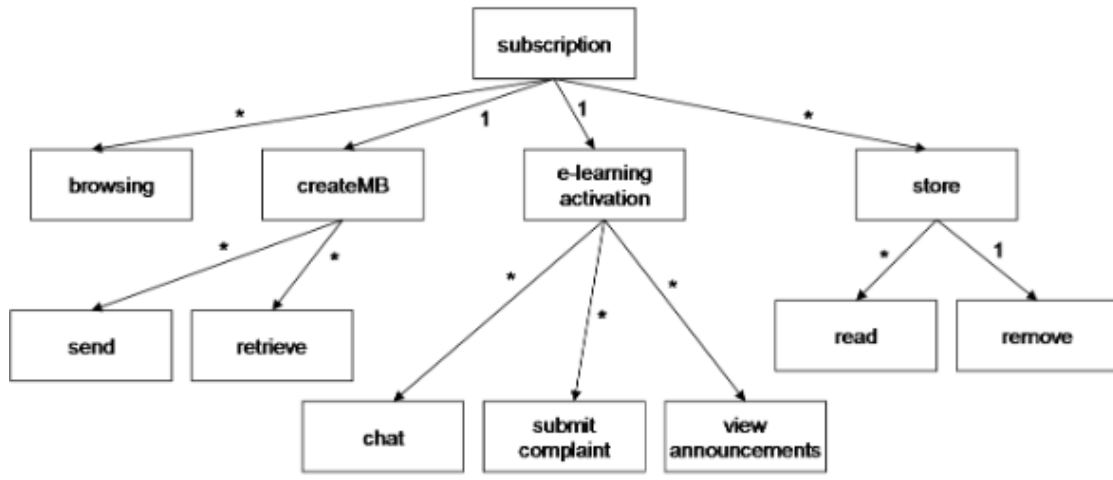 subscription
* 1 1 *
browsing createMB e-learning activation store
* * * * * * 1
send retrieve read remove
chat submit complaint view announcements